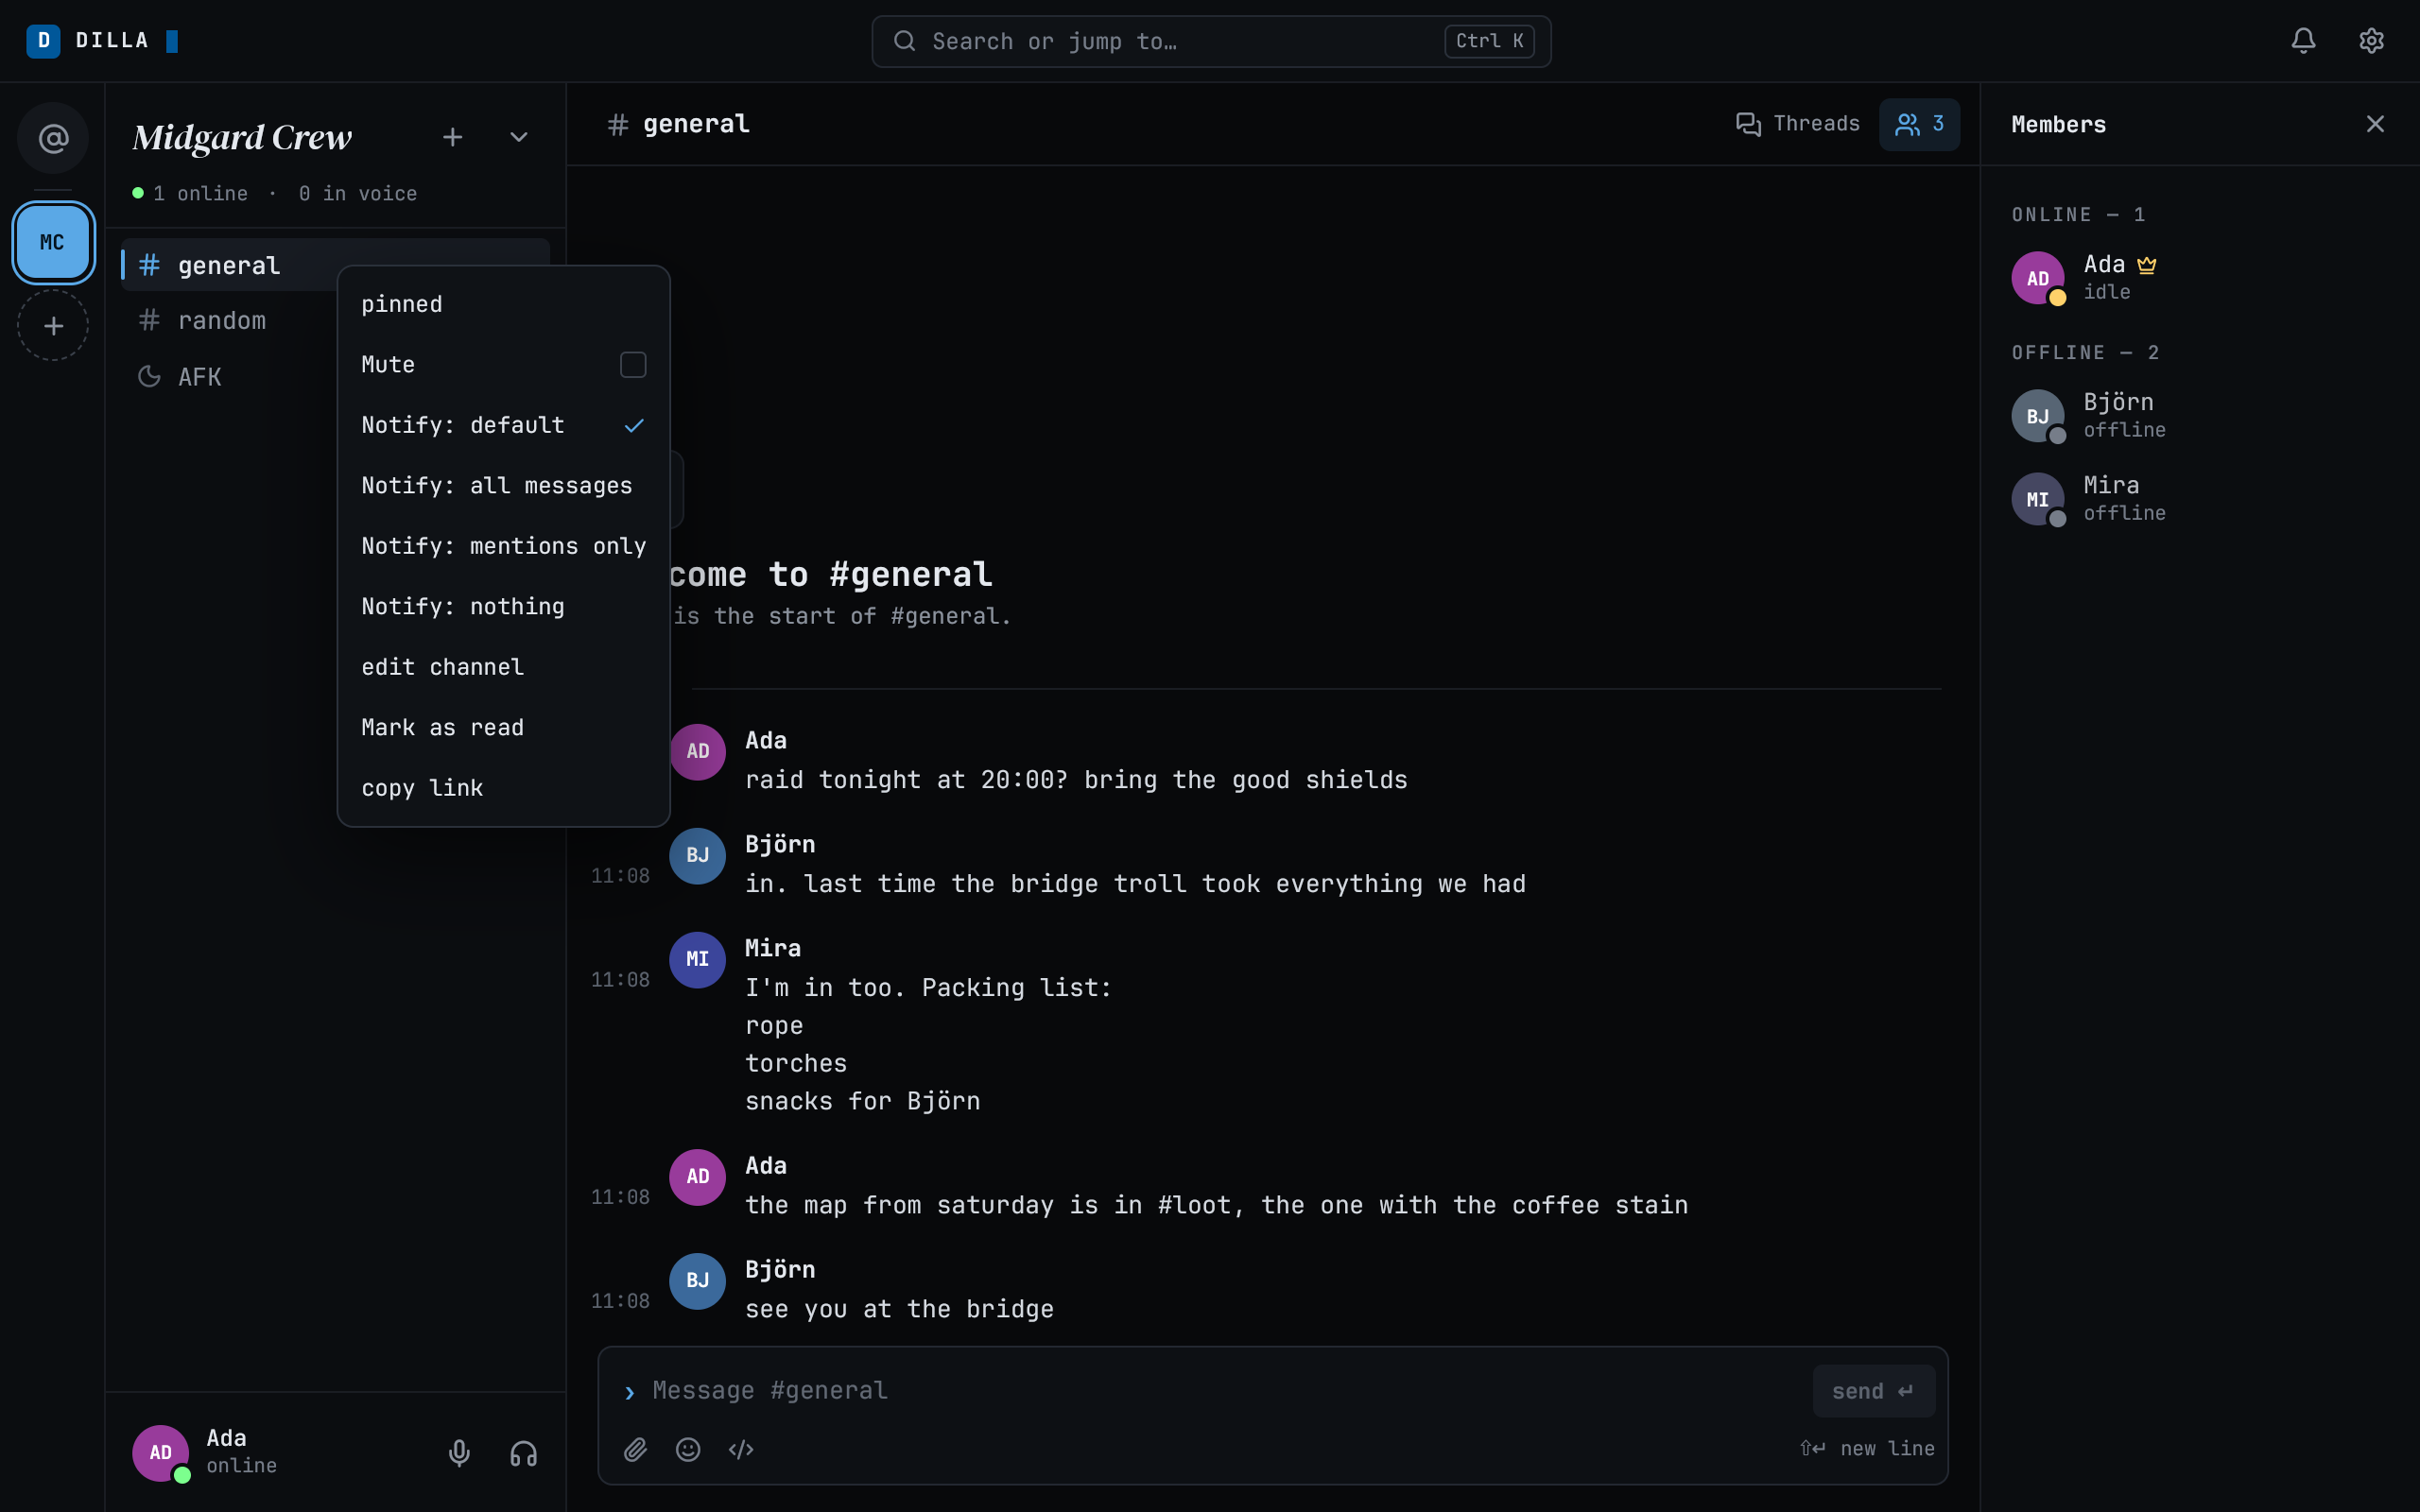 D DILLA
Search or jump to… Ctrl K
Midgard Crew
1 online · 0 in voice
MC
general
random
AFK
pinned
Mute
Notify: default
Notify: all messages
Notify: mentions only
Notify: nothing
edit channel
Mark as read
copy link
# general
Threads
3
come to #general
is the start of #general.
AD
Ada
raid tonight at 20:00? bring the good shields
BJ
Björn
11:08
in. last time the bridge troll took everything we had
MI
Mira
11:08
I'm in too. Packing list:
rope
torches
snacks for Björn
AD
Ada
11:08
the map from saturday is in #loot, the one with the coffee stain
BJ
Björn
11:08
see you at the bridge
› Message #general
send ↵
⇧↵ new line
AD
Ada
online
Members
ONLINE — 1
AD
Ada
idle
OFFLINE — 2
BJ
Björn
offline
MI
Mira
offline